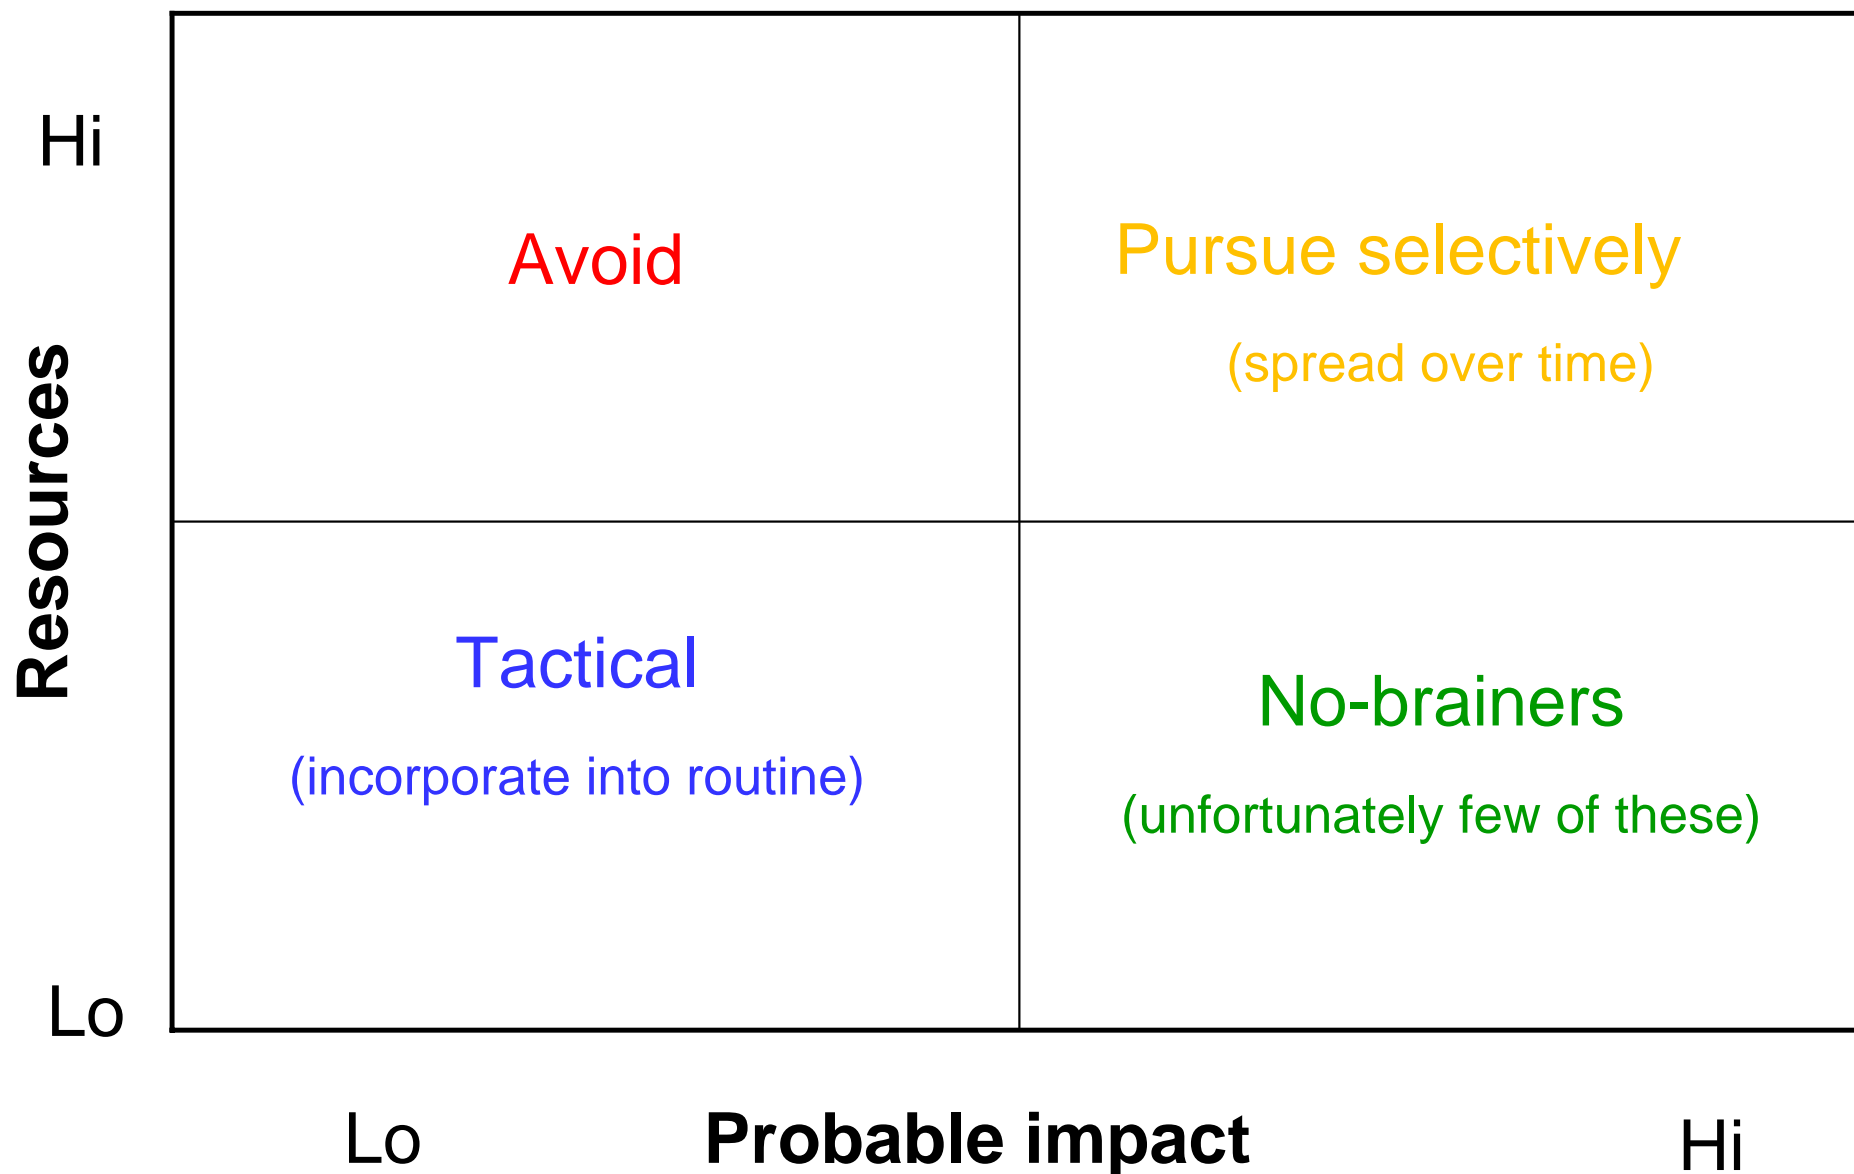 Hi
Avoid
Pursue selectively
(spread over time)
Resources
Tactical
(incorporate into routine)
No-brainers
(unfortunately few of these)
Lo
Lo
Probable impact
Hi